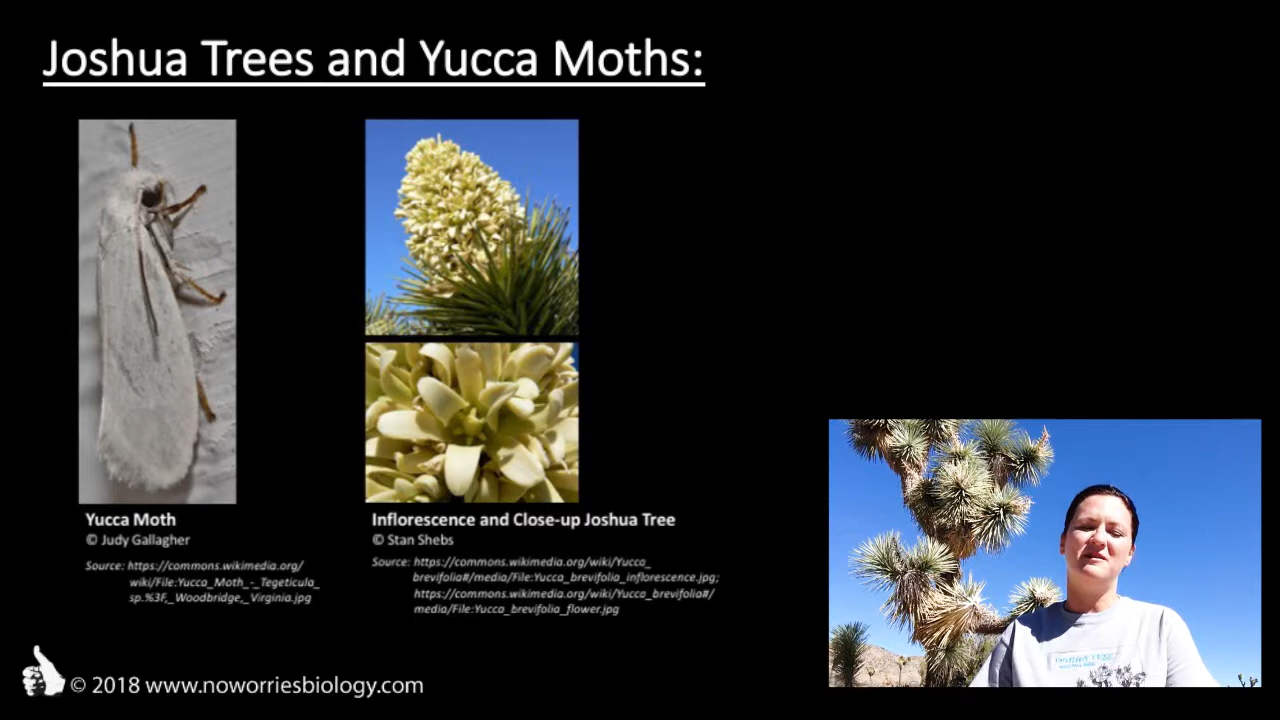 Joshua Trees and Yucca Moths:
Yucca Moth
© Judy Gallagher
Source: https://commons.wikimedia.org/
wiki/File:Yucca_Moth_-_Tegeticula_
sp.%3F,_Woodbridge,_Virginia.jpg
Inflorescence and Close-up Joshua Tree
© Stan Shebs
Source: https://commons.wikimedia.org/wiki/Yucca_
brevifolia#/media/File:Yucca_brevifolia_inflorescence.jpg;
https://commons.wikimedia.org/wiki/Yucca_brevifolia#/
media/File:Yucca_brevifolia_flower.jpg
JOSHUA TREE
© 2018 www.noworriesbiology.com